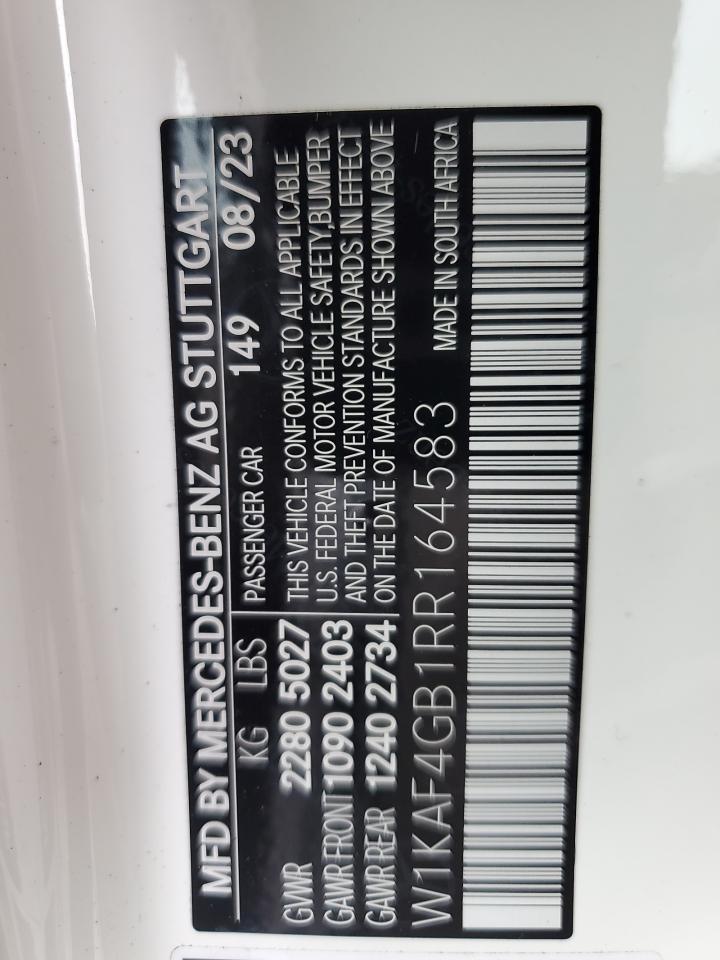 MFD BY MERCEDES-BENZ AG STUTTGART
KG LBS
149 08/23
GVWR 2280 5027
GAWR FRONT 1090 2403
GAWR REAR 1240 2734
PASSENGER CAR
THIS VEHICLE CONFORMS TO ALL APPLICABLE
U.S. FEDERAL MOTOR VEHICLE SAFETY,BUMPER
AND THEFT PREVENTION STANDARDS IN EFFECT
ON THE DATE OF MANUFACTURE SHOWN ABOVE
W1KAF4GB1RR164583
MADE IN SOUTH AFRICA